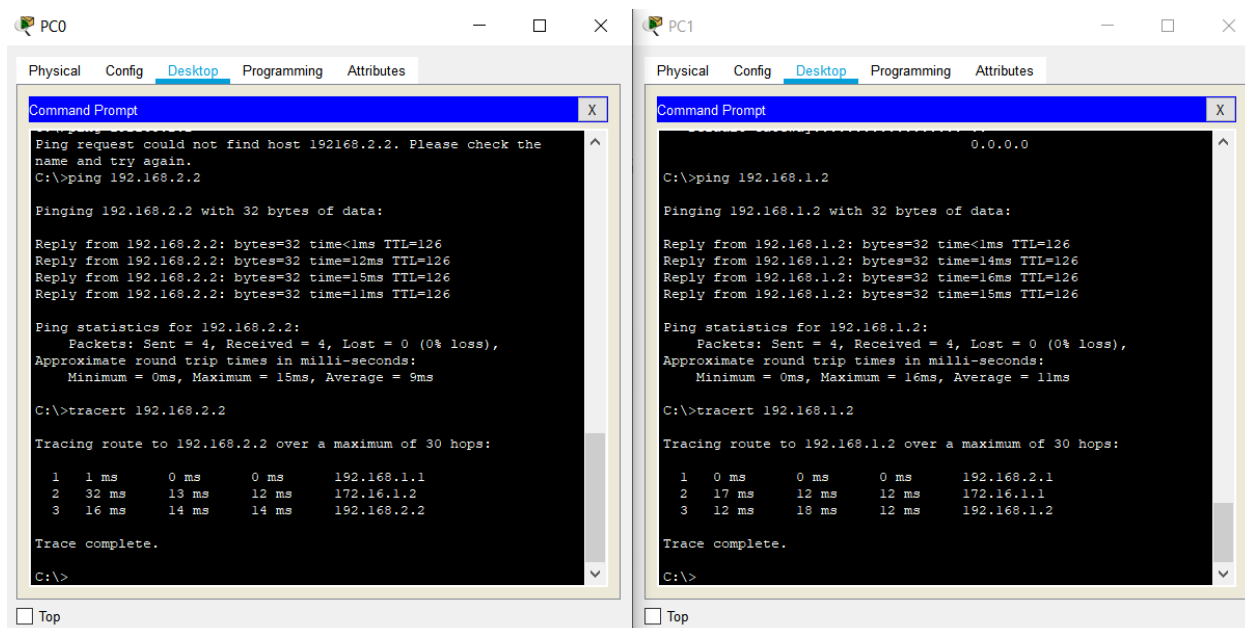 PC0
Physical Config Desktop Programming Attributes
Command Prompt X
Ping request could not find host 192168.2.2. Please check the
name and try again.
C:\>ping 192.168.2.2
Pinging 192.168.2.2 with 32 bytes of data:
Reply from 192.168.2.2: bytes=32 time<1ms TTL=126
Reply from 192.168.2.2: bytes=32 time=12ms TTL=126
Reply from 192.168.2.2: bytes=32 time=15ms TTL=126
Reply from 192.168.2.2: bytes=32 time=11ms TTL=126
Ping statistics for 192.168.2.2:
Packets: Sent = 4, Received = 4, Lost = 0 (0% loss),
Approximate round trip times in milli-seconds:
Minimum = 0ms, Maximum = 15ms, Average = 9ms
C:\>tracert 192.168.2.2
Tracing route to 192.168.2.2 over a maximum of 30 hops:
1 1 ms 0 ms 0 ms 192.168.1.1
2 32 ms 13 ms 12 ms 172.16.1.2
3 16 ms 14 ms 14 ms 192.168.2.2
Trace complete.
C:\>
Top
PC1
Physical Config Desktop Programming Attributes
Command Prompt X
0.0.0.0
C:\>ping 192.168.1.2
Pinging 192.168.1.2 with 32 bytes of data:
Reply from 192.168.1.2: bytes=32 time<1ms TTL=126
Reply from 192.168.1.2: bytes=32 time=14ms TTL=126
Reply from 192.168.1.2: bytes=32 time=16ms TTL=126
Reply from 192.168.1.2: bytes=32 time=15ms TTL=126
Ping statistics for 192.168.1.2:
Packets: Sent = 4, Received = 4, Lost = 0 (0% loss),
Approximate round trip times in milli-seconds:
Minimum = 0ms, Maximum = 16ms, Average = 11ms
C:\>tracert 192.168.1.2
Tracing route to 192.168.1.2 over a maximum of 30 hops:
1 0 ms 0 ms 0 ms 192.168.2.1
2 17 ms 12 ms 12 ms 172.16.1.1
3 12 ms 18 ms 12 ms 192.168.1.2
Trace complete.
C:\>
Top